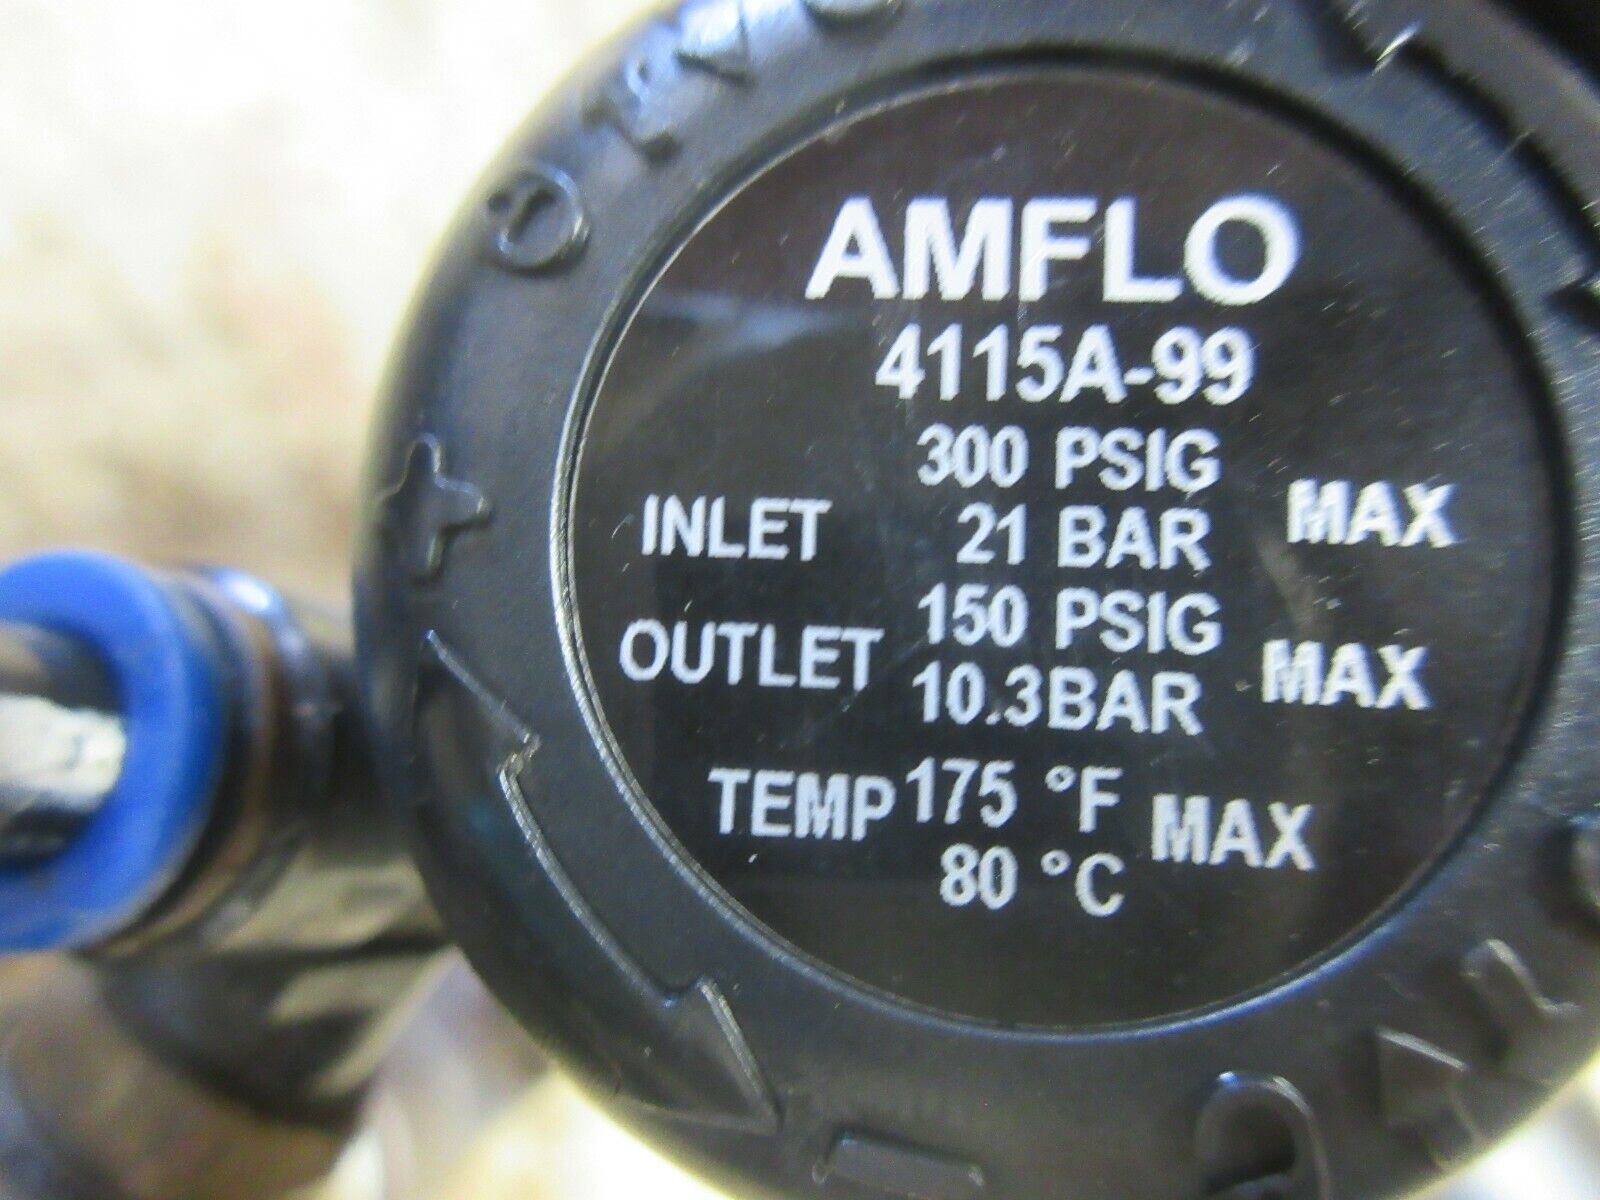 AMFLO
4115A-99
300 PSIG
INLET 21 BAR MAX
150 PSIG
OUTLET 10.3BAR MAX
TEMP 175 °F MAX
80 °C